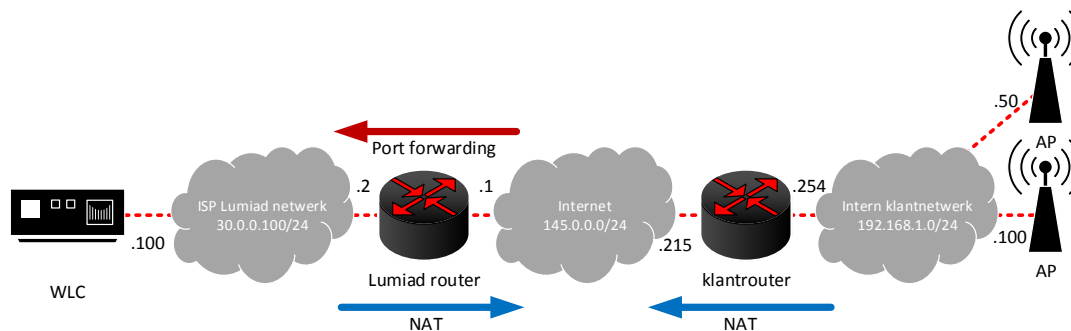 .50
AP
Port forwarding
.2
.1
.254
ISP Lumiad netwerk
30.0.0.100/24
Internet
145.0.0.0/24
Intern klantnetwerk
192.168.1.0/24
.100
.215
.100
WLC
Lumiad router
klantrouter
AP
NAT
NAT